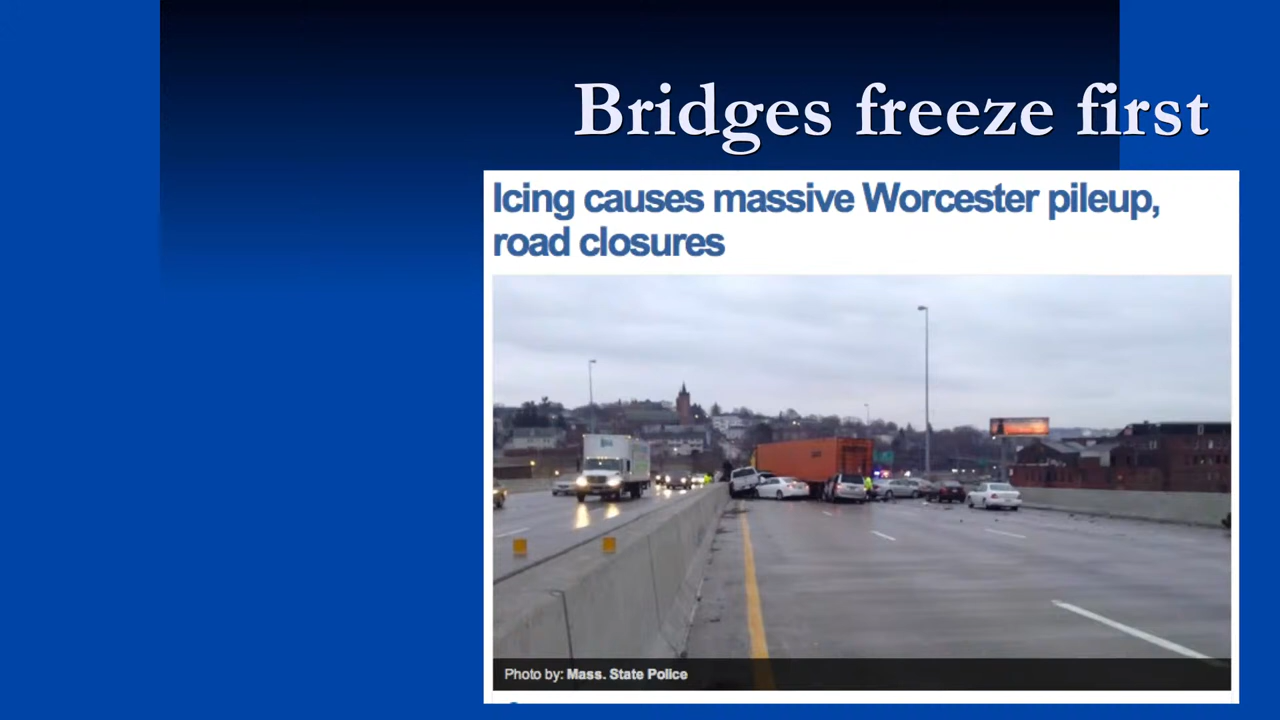 Bridges freeze first
Icing causes massive Worcester pileup,
road closures
Photo by: Mass. State Police